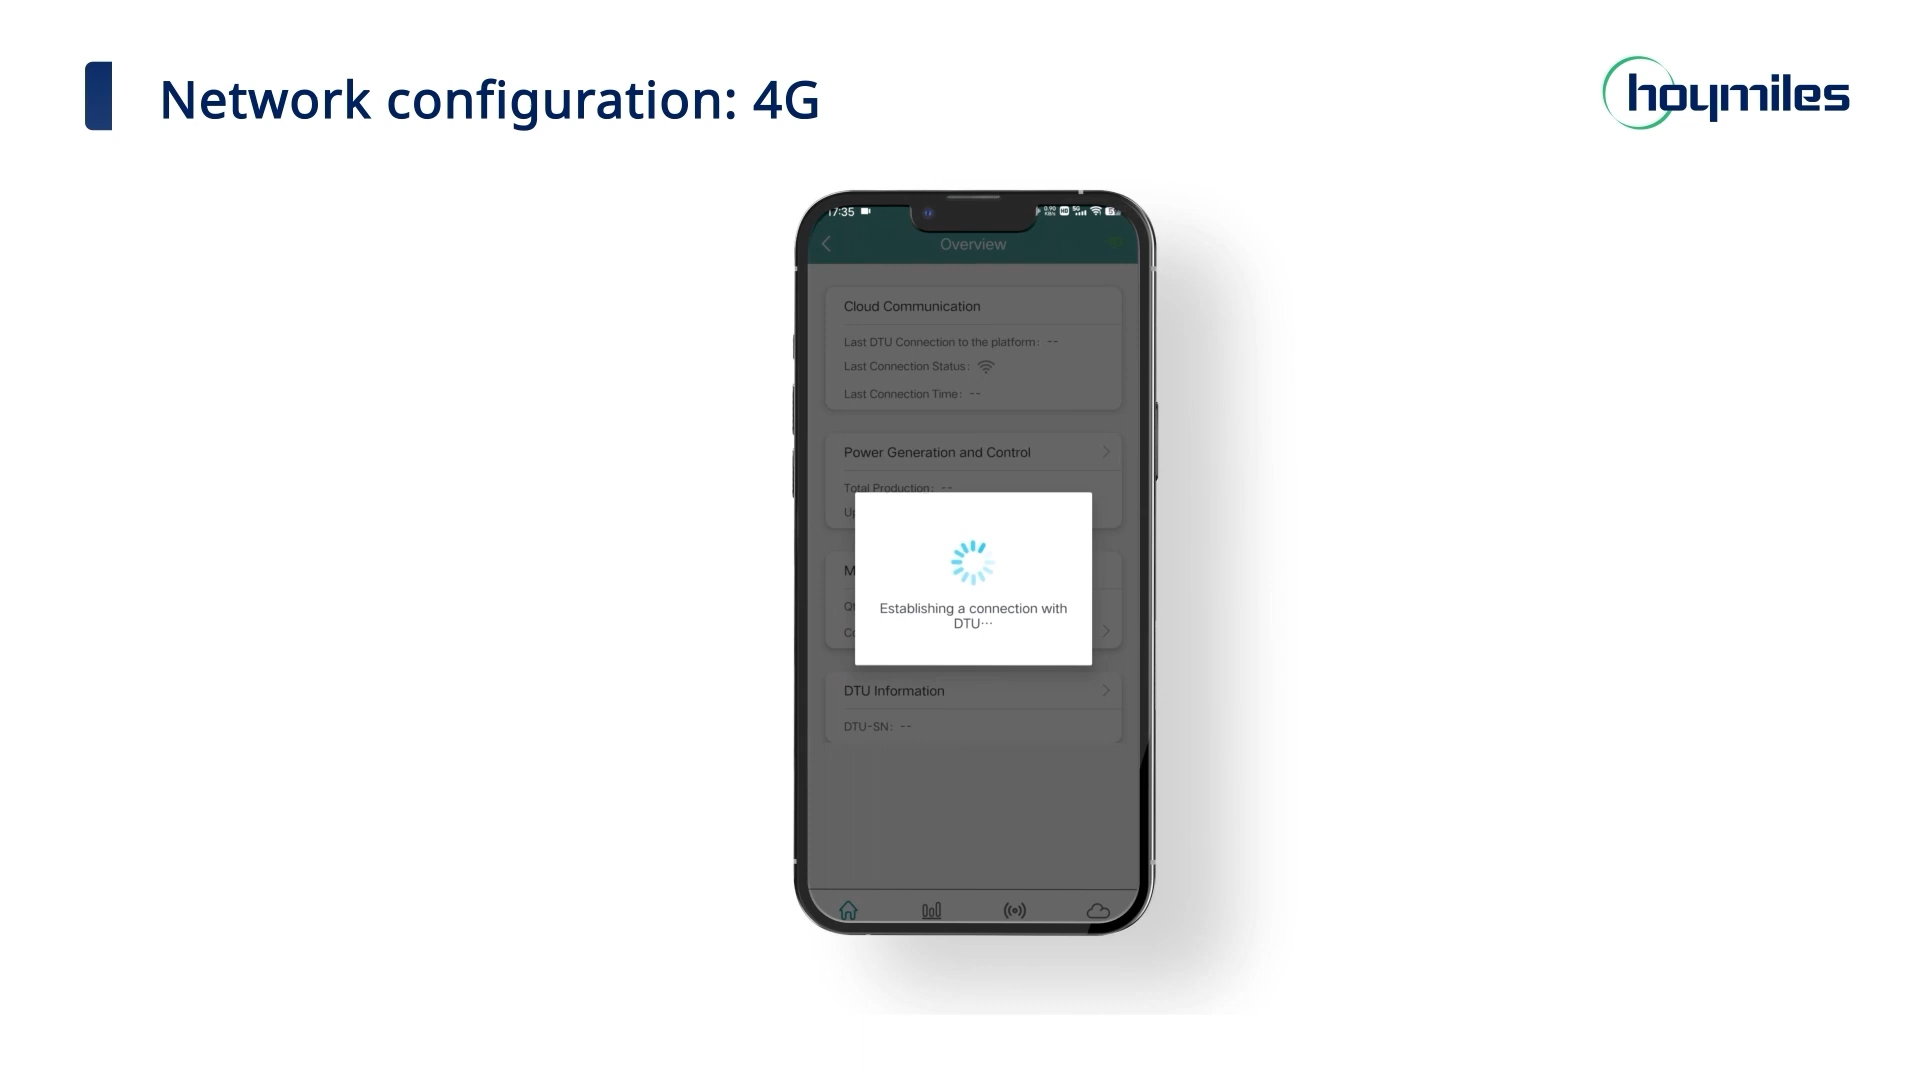 Network configuration: 4G
hoymiles
17:35
Overview
Cloud Communication
Last DTU Connection to the platform: --
Last Connection Status:
Last Connection Time: --
Power Generation and Control
Total Production: --
Establishing a connection with
DTU···
DTU Information
DTU-SN: --